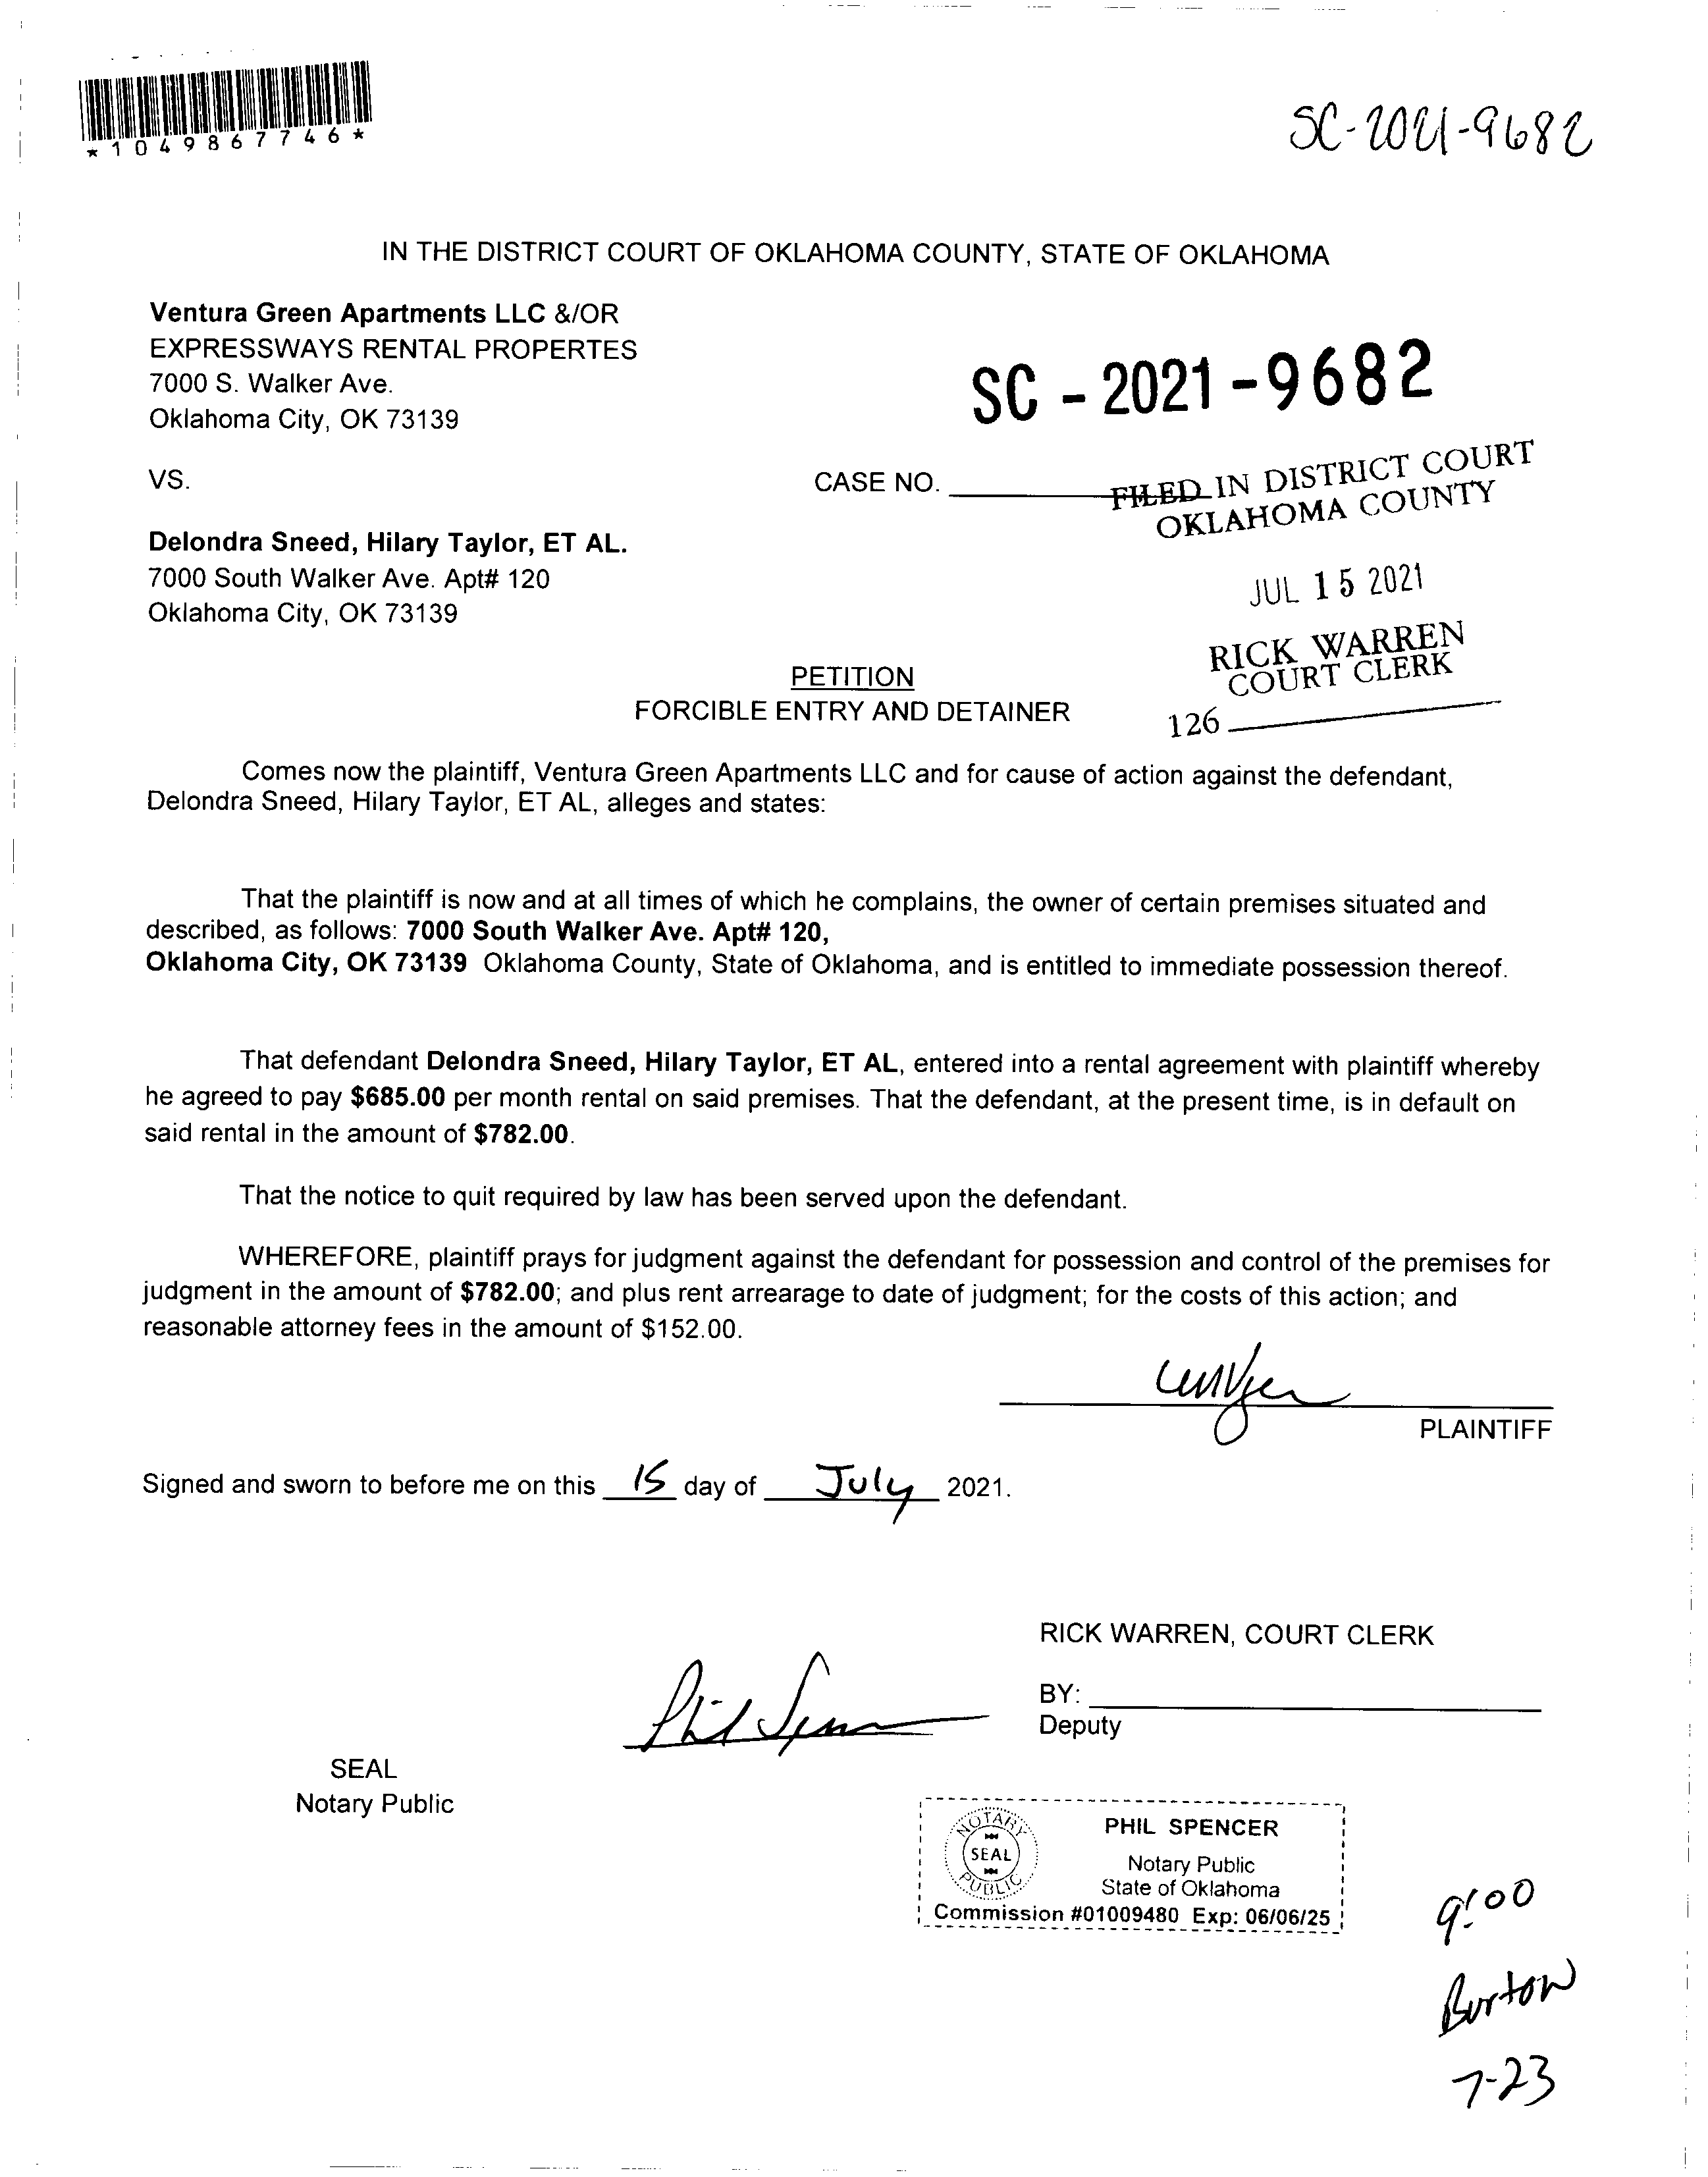 *1049867746*
SC-2021-9682
IN THE DISTRICT COURT OF OKLAHOMA COUNTY, STATE OF OKLAHOMA
Ventura Green Apartments LLC &/OR
EXPRESSWAYS RENTAL PROPERTES
7000 S. Walker Ave.
Oklahoma City, OK 73139
SC - 2021 - 9682
VS.
CASE NO.
FILED IN DISTRICT COURT
OKLAHOMA COUNTY
Delondra Sneed, Hilary Taylor, ET AL.
7000 South Walker Ave. Apt# 120
Oklahoma City, OK 73139
JUL 15 2021
RICK WARREN
COURT CLERK
126
PETITION
FORCIBLE ENTRY AND DETAINER
Comes now the plaintiff, Ventura Green Apartments LLC and for cause of action against the defendant,
Delondra Sneed, Hilary Taylor, ET AL, alleges and states:
That the plaintiff is now and at all times of which he complains, the owner of certain premises situated and
described, as follows: 7000 South Walker Ave. Apt# 120,
Oklahoma City, OK 73139 Oklahoma County, State of Oklahoma, and is entitled to immediate possession thereof.
That defendant Delondra Sneed, Hilary Taylor, ET AL, entered into a rental agreement with plaintiff whereby
he agreed to pay $685.00 per month rental on said premises. That the defendant, at the present time, is in default on
said rental in the amount of $782.00.
That the notice to quit required by law has been served upon the defendant.
WHEREFORE, plaintiff prays for judgment against the defendant for possession and control of the premises for
judgment in the amount of $782.00; and plus rent arrearage to date of judgment; for the costs of this action; and
reasonable attorney fees in the amount of $152.00.
PLAINTIFF
Signed and sworn to before me on this 15 day of July 2021.
RICK WARREN, COURT CLERK
BY:
Deputy
Phil Spencer
SEAL
Notary Public
NOTARY
SEAL
PUBLIC
PHIL SPENCER
Notary Public
State of Oklahoma
Commission #01009480 Exp: 06/06/25
9:00
Burton
7-23